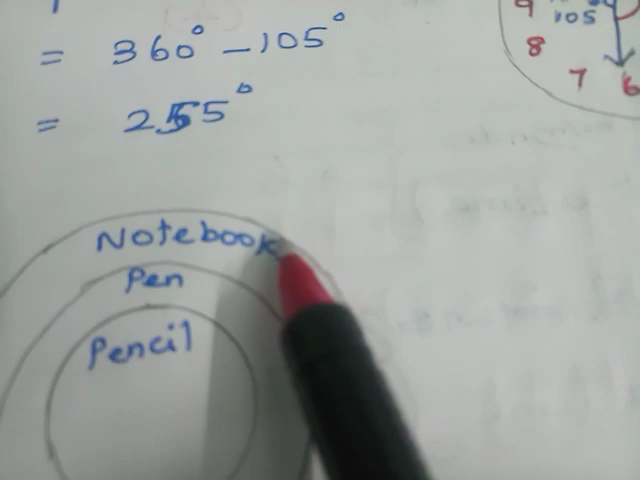 = 360° - 105°
= 255°
9
105
8
7
6
Notebook
Pen
Pencil